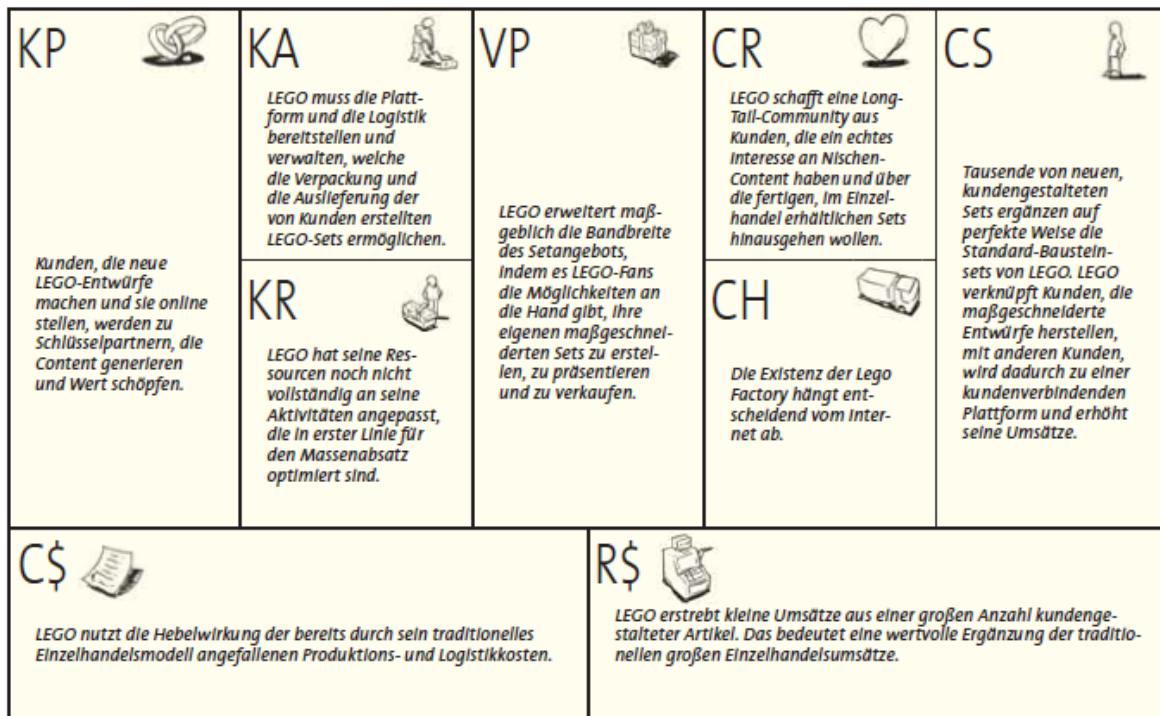 KP
Kunden, die neue
LEGO-Entwürfe
machen und sie online
stellen, werden zu
Schlüsselpartnern, die
Content generieren
und Wert schöpfen.
KA
LEGO muss die Platt-
form und die Logistik
bereitstellen und
verwalten, welche
die Verpackung und
die Auslieferung der
von Kunden erstellten
LEGO-Sets ermöglichen.
KR
LEGO hat seine Res-
sourcen noch nicht
vollständig an seine
Aktivitäten angepasst,
die in erster Linie für
den Massenabsatz
optimiert sind.
VP
LEGO erweitert maß-
geblich die Bandbreite
des Setangebots,
indem es LEGO-Fans
die Möglichkeiten an
die Hand gibt, ihre
eigenen maßgeschnei-
derten Sets zu erstel-
len, zu präsentieren
und zu verkaufen.
CR
LEGO schafft eine Long-
Tail-Community aus
Kunden, die ein echtes
Interesse an Nischen-
Content haben und über
die fertigen, im Einzel-
handel erhältlichen Sets
hinausgehen wollen.
CH
Die Existenz der Lego
Factory hängt ent-
scheidend vom Inter-
net ab.
CS
Tausende von neuen,
kundengestalteten
Sets ergänzen auf
perfekte Weise die
Standard-Baustein-
sets von LEGO. LEGO
verknüpft Kunden, die
maßgeschneiderte
Entwürfe herstellen,
mit anderen Kunden,
wird dadurch zu einer
kundenverbindenden
Plattform und erhöht
seine Umsätze.
C$
LEGO nutzt die Hebelwirkung der bereits durch sein traditionelles
Einzelhandelsmodell angefallenen Produktions- und Logistikkosten.
R$
LEGO erstrebt kleine Umsätze aus einer großen Anzahl kundenge-
stalteter Artikel. Das bedeutet eine wertvolle Ergänzung der traditio-
nellen großen Einzelhandelsumsätze.